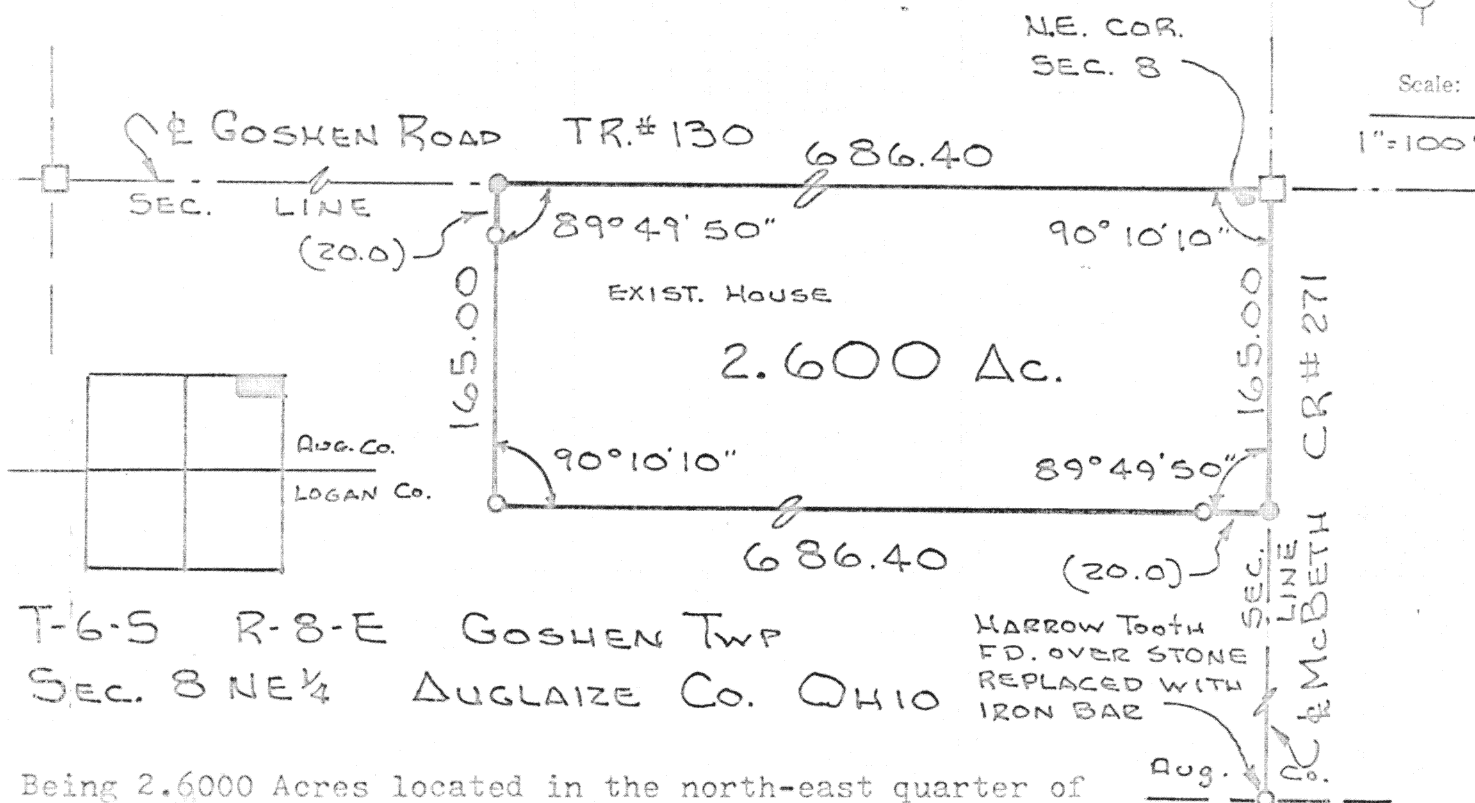 N.E. COR.
SEC. 8
Scale:
1"=100'
℄ GOSHEN ROAD TR.# 130
686.40
SEC. LINE
(20.0)
89°49'50"
90°10'10"
EXIST. HOUSE
165.00
2.600 AC.
165.00
CR # 271
AUG. CO.
LOGAN CO.
90°10'10"
89°49'50"
686.40
(20.0)
SEC. LINE
℄ McBETH
T-6-S R-8-E GOSHEN TWP
SEC. 8 NE ¼ AUGLAIZE CO. OHIO
HARROW TOOTH
FD. OVER STONE
REPLACED WITH
IRON BAR
Aug. Co.
Being 2.6000 Acres located in the north-east quarter of